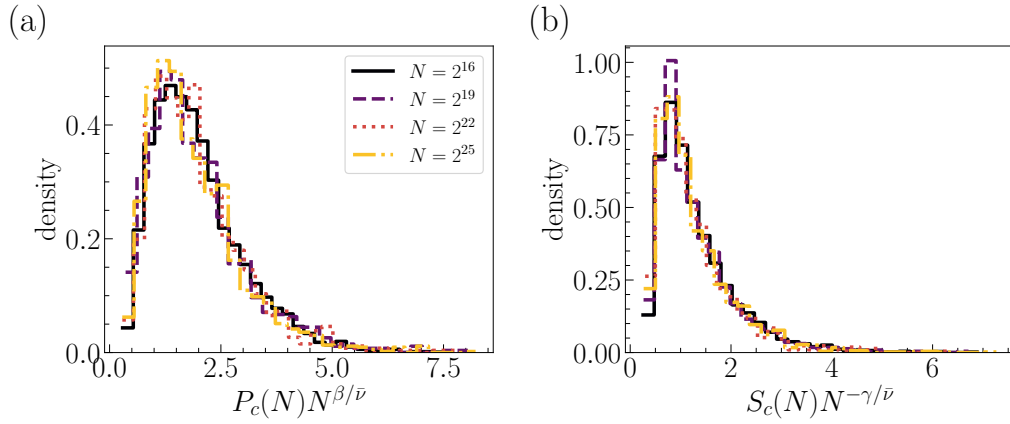 (a)
density
0.4
0.2
0.0
0.0 2.5 5.0 7.5
P_c(N)N^{β/ν̄}
N = 2^{16}
N = 2^{19}
N = 2^{22}
N = 2^{25}
(b)
density
1.00
0.75
0.50
0.25
0.00
0 2 4 6
S_c(N)N^{−γ/ν̄}